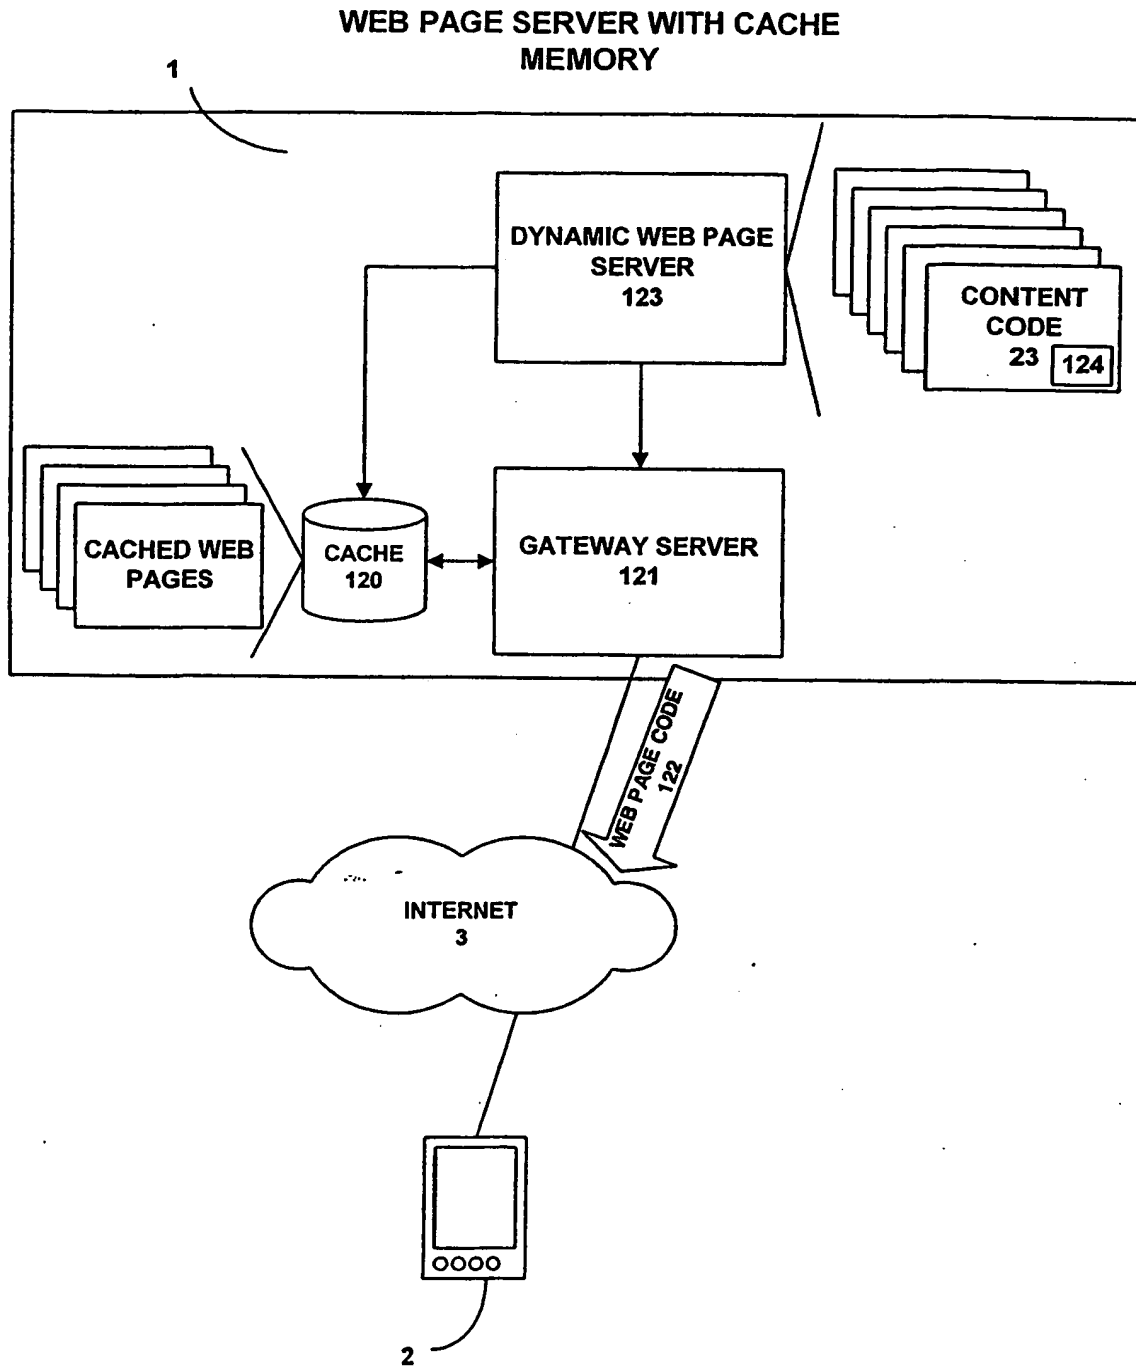 WEB PAGE SERVER WITH CACHE
MEMORY
1
DYNAMIC WEB PAGE
SERVER
123
CONTENT
CODE
23
124
CACHED WEB
PAGES
CACHE
120
GATEWAY SERVER
121
WEB PAGE CODE
122
INTERNET
3
2